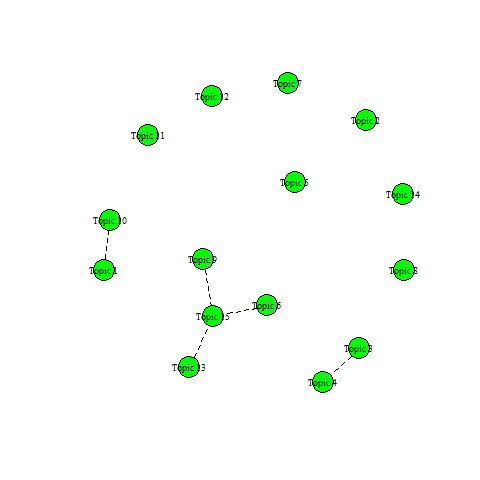 Topic 7
Topic 12
Topic 2
Topic 11
Topic 5
Topic 14
Topic 10
Topic 9
Topic 1
Topic 8
Topic 6
Topic 15
Topic 3
Topic 13
Topic 4